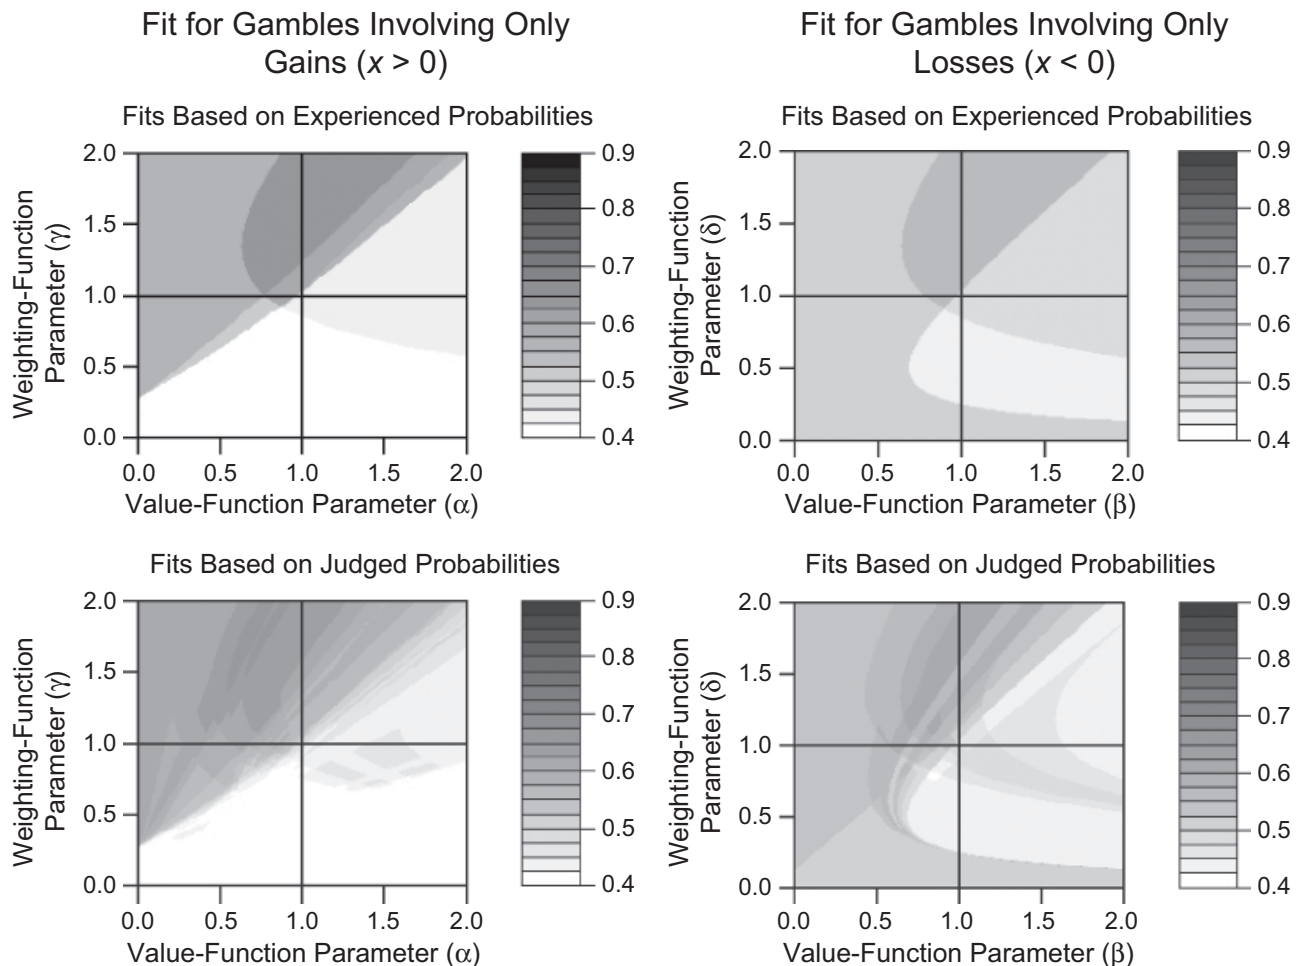 Fit for Gambles Involving Only
Gains (x > 0)
Fit for Gambles Involving Only
Losses (x < 0)
Fits Based on Experienced Probabilities
Weighting-Function
Parameter (γ)
2.0
1.5
1.0
0.5
0.0
0.0 0.5 1.0 1.5 2.0
Value-Function Parameter (α)
0.9
0.8
0.7
0.6
0.5
0.4
Fits Based on Experienced Probabilities
Weighting-Function
Parameter (δ)
2.0
1.5
1.0
0.5
0.0
0.0 0.5 1.0 1.5 2.0
Value-Function Parameter (β)
0.9
0.8
0.7
0.6
0.5
0.4
Fits Based on Judged Probabilities
Weighting-Function
Parameter (γ)
2.0
1.5
1.0
0.5
0.0
0.0 0.5 1.0 1.5 2.0
Value-Function Parameter (α)
0.9
0.8
0.7
0.6
0.5
0.4
Fits Based on Judged Probabilities
Weighting-Function
Parameter (δ)
2.0
1.5
1.0
0.5
0.0
0.0 0.5 1.0 1.5 2.0
Value-Function Parameter (β)
0.9
0.8
0.7
0.6
0.5
0.4